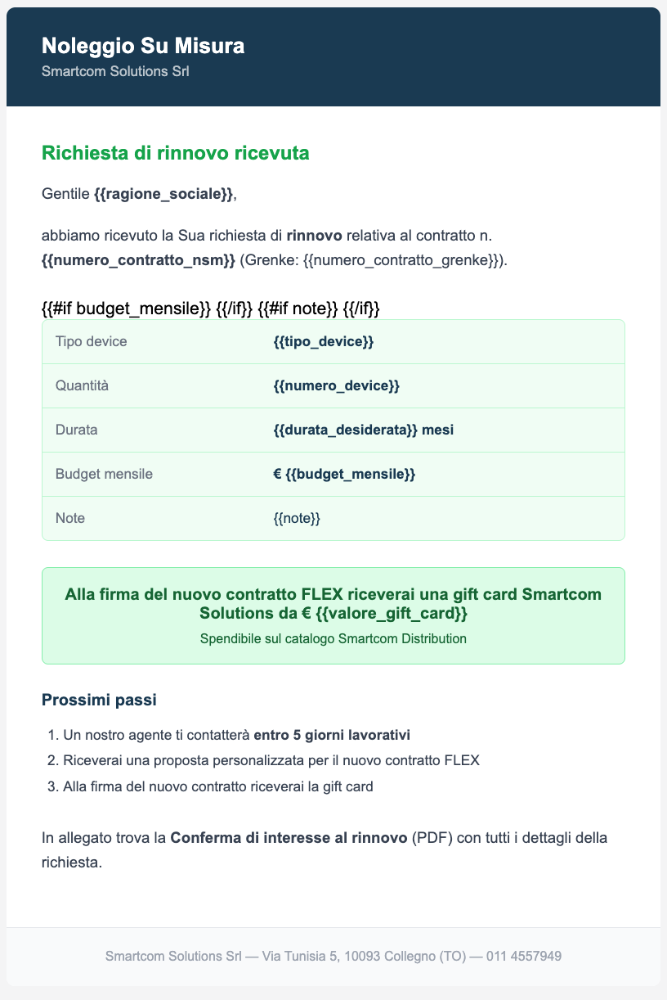 Noleggio Su Misura
Smartcom Solutions Srl
Richiesta di rinnovo ricevuta
Gentile {{ragione_sociale}},
abbiamo ricevuto la Sua richiesta di rinnovo relativa al contratto n.
{{numero_contratto_nsm}} (Grenke: {{numero_contratto_grenke}}).
{{#if budget_mensile}} {{/if}} {{#if note}} {{/if}}
Tipo device {{tipo_device}}
Quantità {{numero_device}}
Durata {{durata_desiderata}} mesi
Budget mensile € {{budget_mensile}}
Note {{note}}
Alla firma del nuovo contratto FLEX riceverai una gift card Smartcom
Solutions da € {{valore_gift_card}}
Spendibile sul catalogo Smartcom Distribution
Prossimi passi
1. Un nostro agente ti contatterà entro 5 giorni lavorativi
2. Riceverai una proposta personalizzata per il nuovo contratto FLEX
3. Alla firma del nuovo contratto riceverai la gift card
In allegato trova la Conferma di interesse al rinnovo (PDF) con tutti i dettagli della
richiesta.
Smartcom Solutions Srl — Via Tunisia 5, 10093 Collegno (TO) — 011 4557949